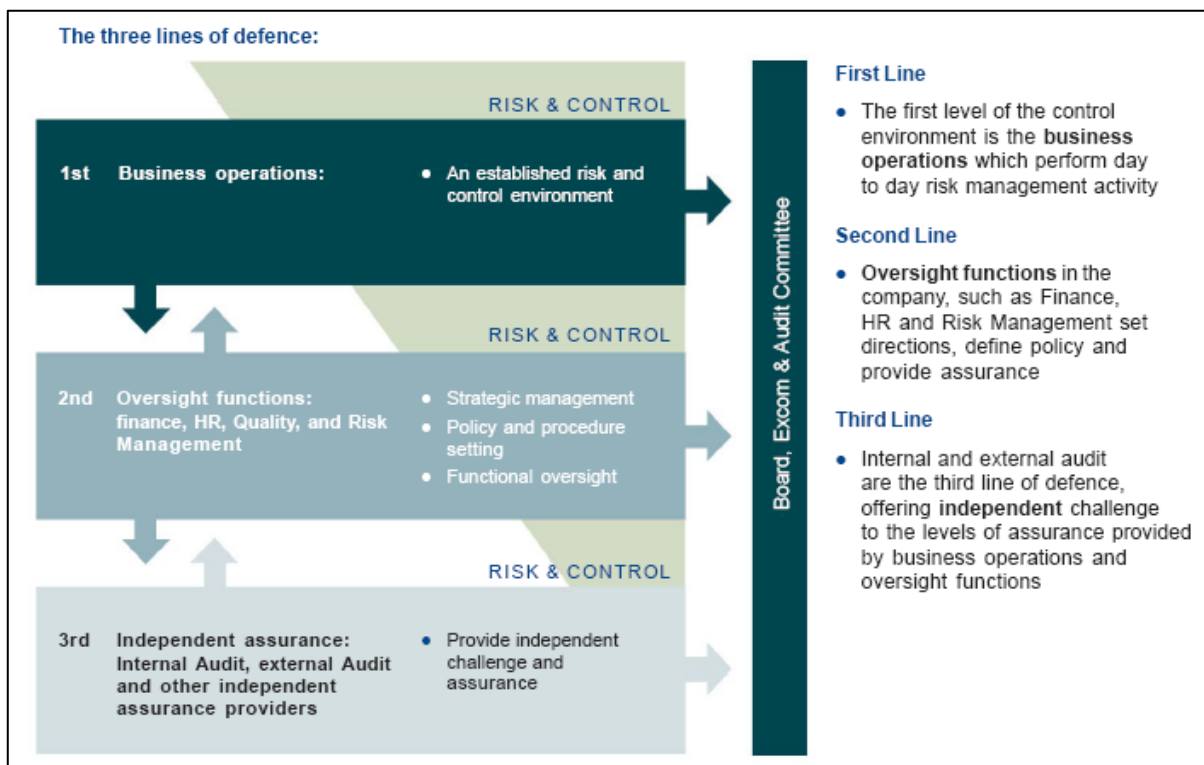 The three lines of defence:
RISK & CONTROL
1st Business operations:
• An established risk and
control environment
RISK & CONTROL
2nd Oversight functions:
finance, HR, Quality, and Risk
Management
• Strategic management
• Policy and procedure
setting
• Functional oversight
RISK & CONTROL
3rd Independent assurance:
Internal Audit, external Audit
and other independent
assurance providers
• Provide independent
challenge and
assurance
Board, Excom & Audit Committee
First Line
• The first level of the control
environment is the business
operations which perform day
to day risk management activity
Second Line
• Oversight functions in the
company, such as Finance,
HR and Risk Management set
directions, define policy and
provide assurance
Third Line
• Internal and external audit
are the third line of defence,
offering independent challenge
to the levels of assurance provided
by business operations and
oversight functions